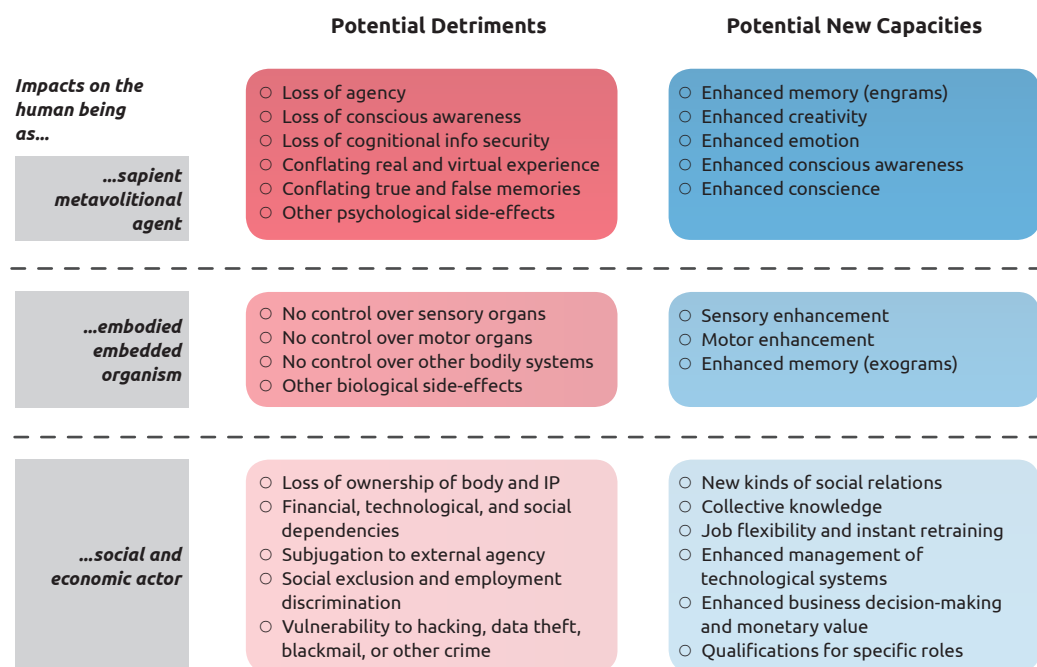 Potential Detriments
Potential New Capacities
Impacts on the
human being
as...
...sapient
metavolitional
agent
○ Loss of agency
○ Loss of conscious awareness
○ Loss of cognitional info security
○ Conflating real and virtual experience
○ Conflating true and false memories
○ Other psychological side-effects
○ Enhanced memory (engrams)
○ Enhanced creativity
○ Enhanced emotion
○ Enhanced conscious awareness
○ Enhanced conscience
...embodied
embedded
organism
○ No control over sensory organs
○ No control over motor organs
○ No control over other bodily systems
○ Other biological side-effects
○ Sensory enhancement
○ Motor enhancement
○ Enhanced memory (exograms)
...social and
economic actor
○ Loss of ownership of body and IP
○ Financial, technological, and social
dependencies
○ Subjugation to external agency
○ Social exclusion and employment
discrimination
○ Vulnerability to hacking, data theft,
blackmail, or other crime
○ New kinds of social relations
○ Collective knowledge
○ Job flexibility and instant retraining
○ Enhanced management of
technological systems
○ Enhanced business decision-making
and monetary value
○ Qualifications for specific roles